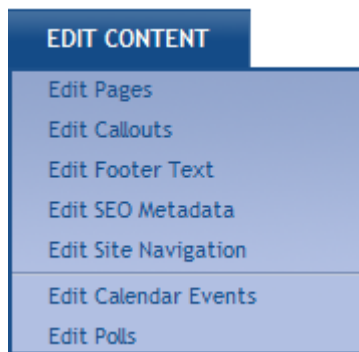 EDIT CONTENT
Edit Pages
Edit Callouts
Edit Footer Text
Edit SEO Metadata
Edit Site Navigation
Edit Calendar Events
Edit Polls